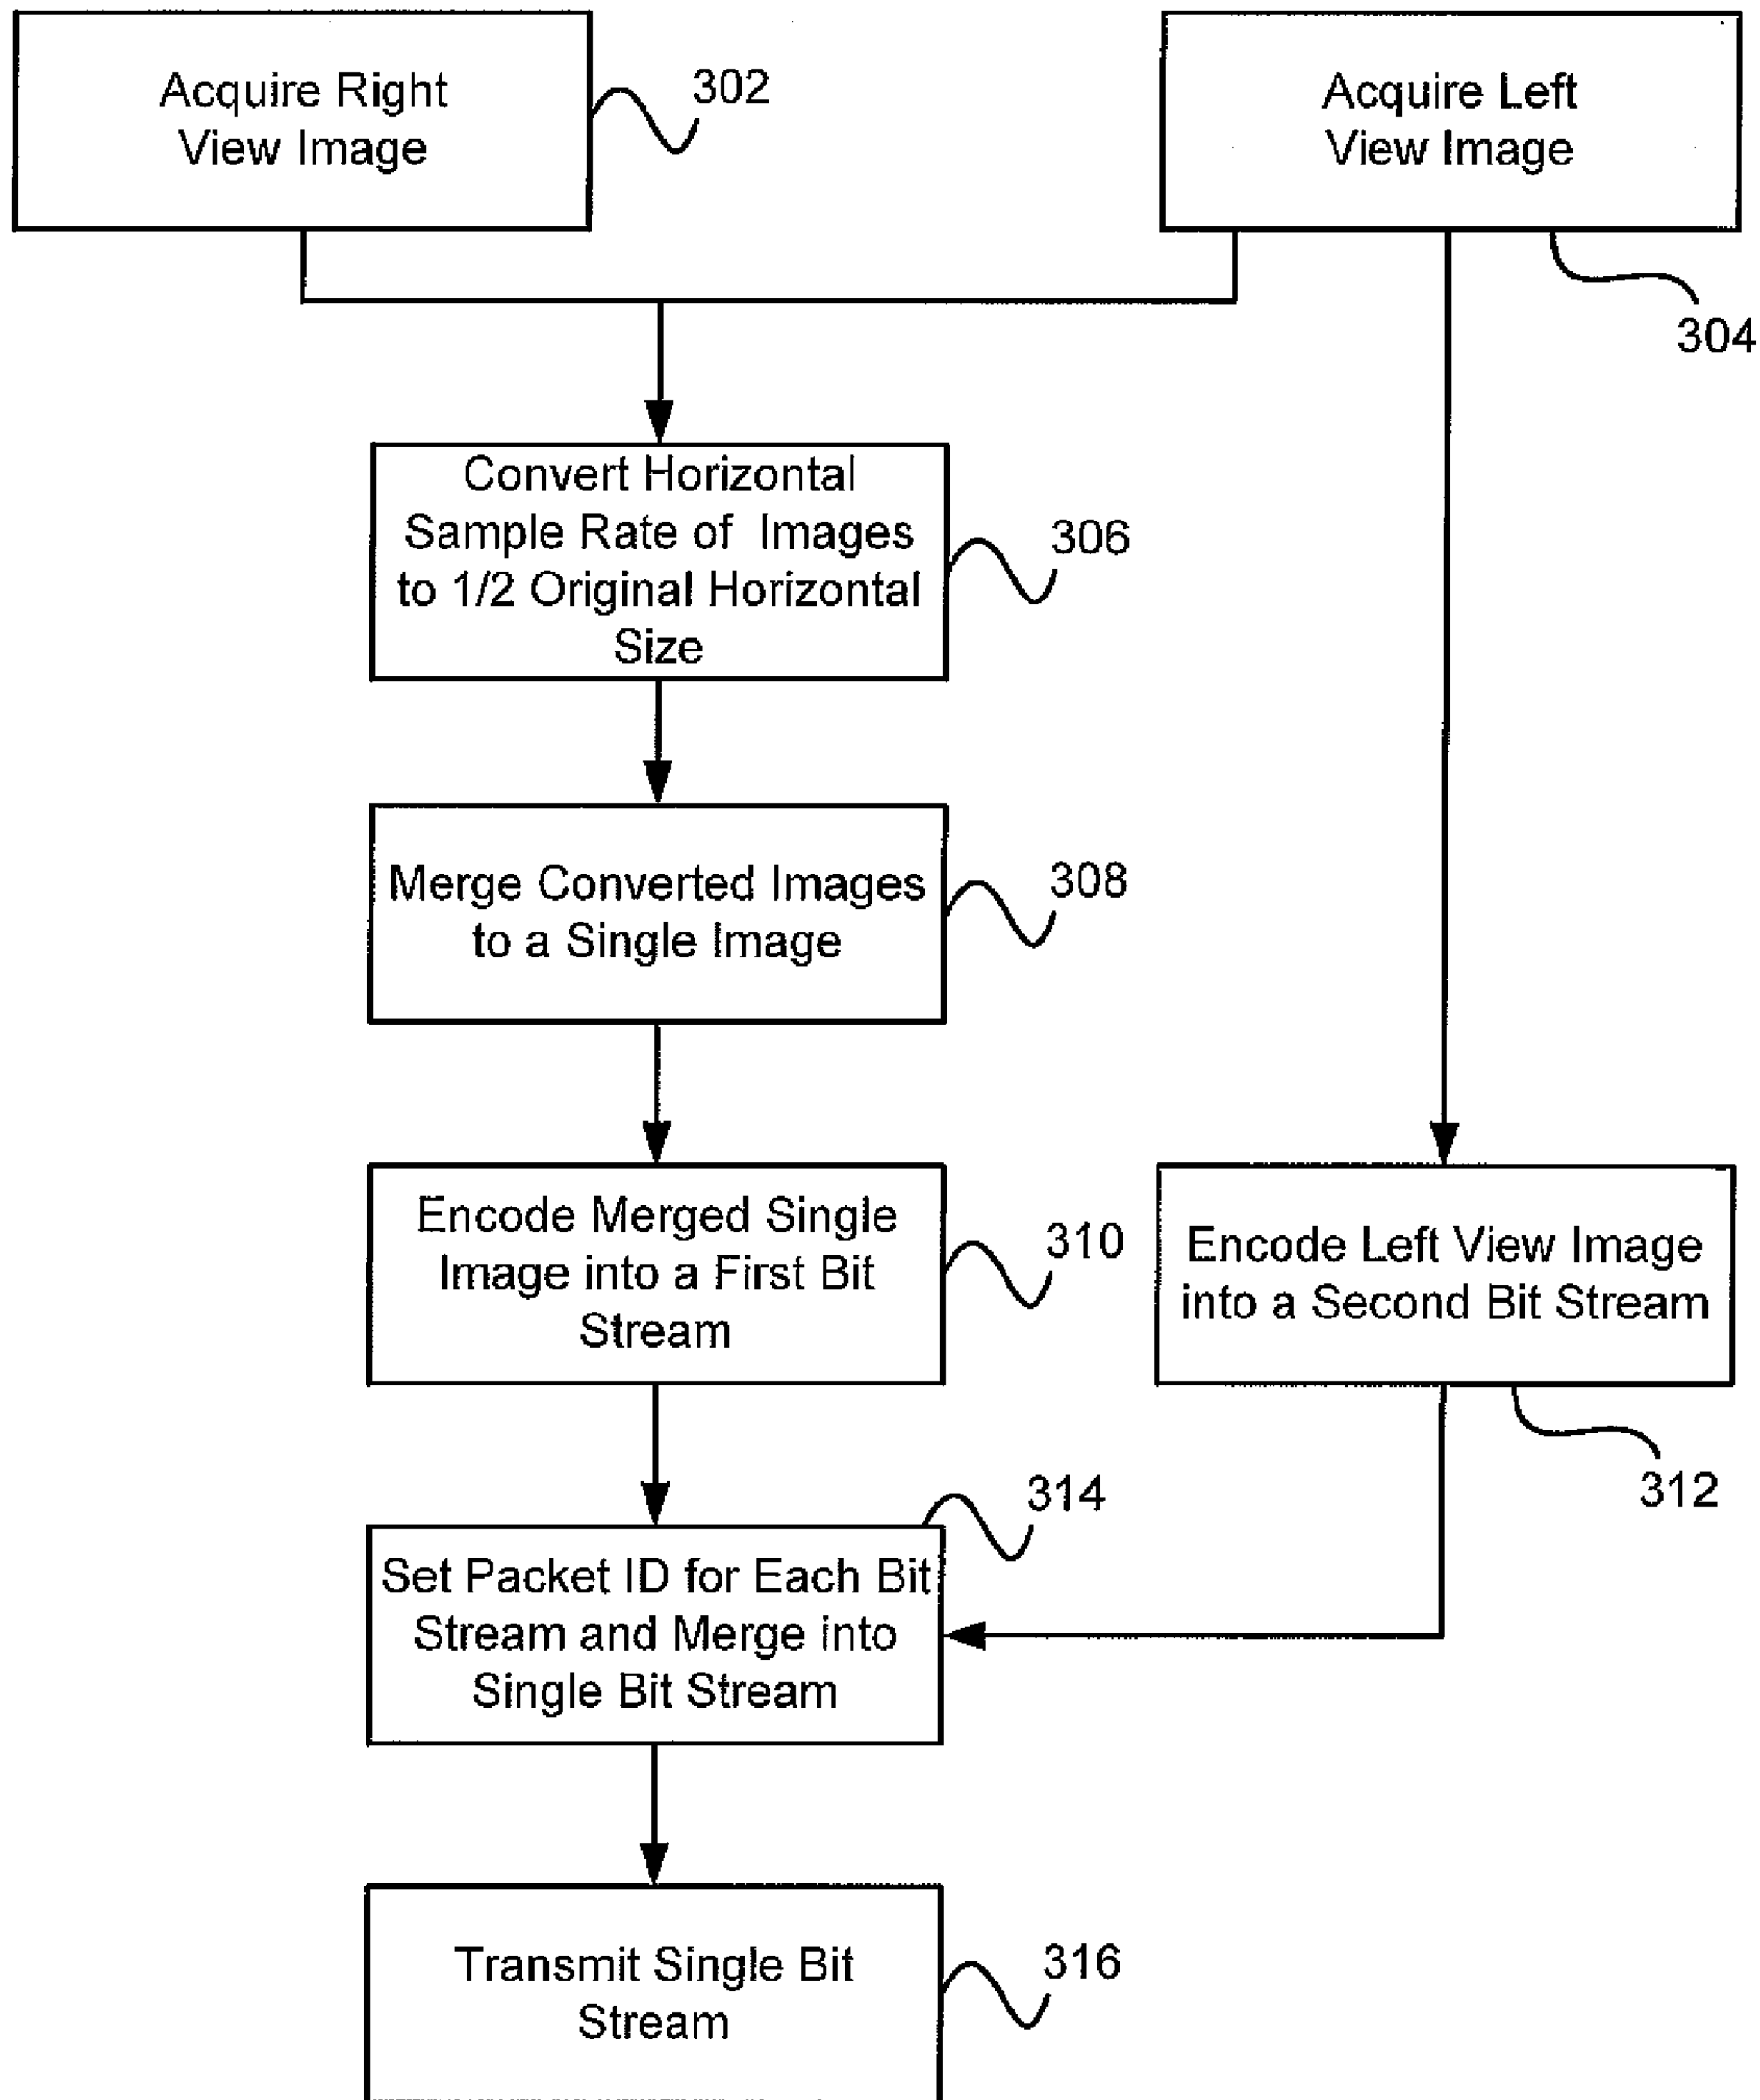 Acquire Right
View Image
302
Acquire Left
View Image
304
Convert Horizontal
Sample Rate of Images
to 1/2 Original Horizontal
Size
306
Merge Converted Images
to a Single Image
308
Encode Merged Single
Image into a First Bit
Stream
310
Encode Left View Image
into a Second Bit Stream
312
314
Set Packet ID for Each Bit
Stream and Merge into
Single Bit Stream
Transmit Single Bit
Stream
316